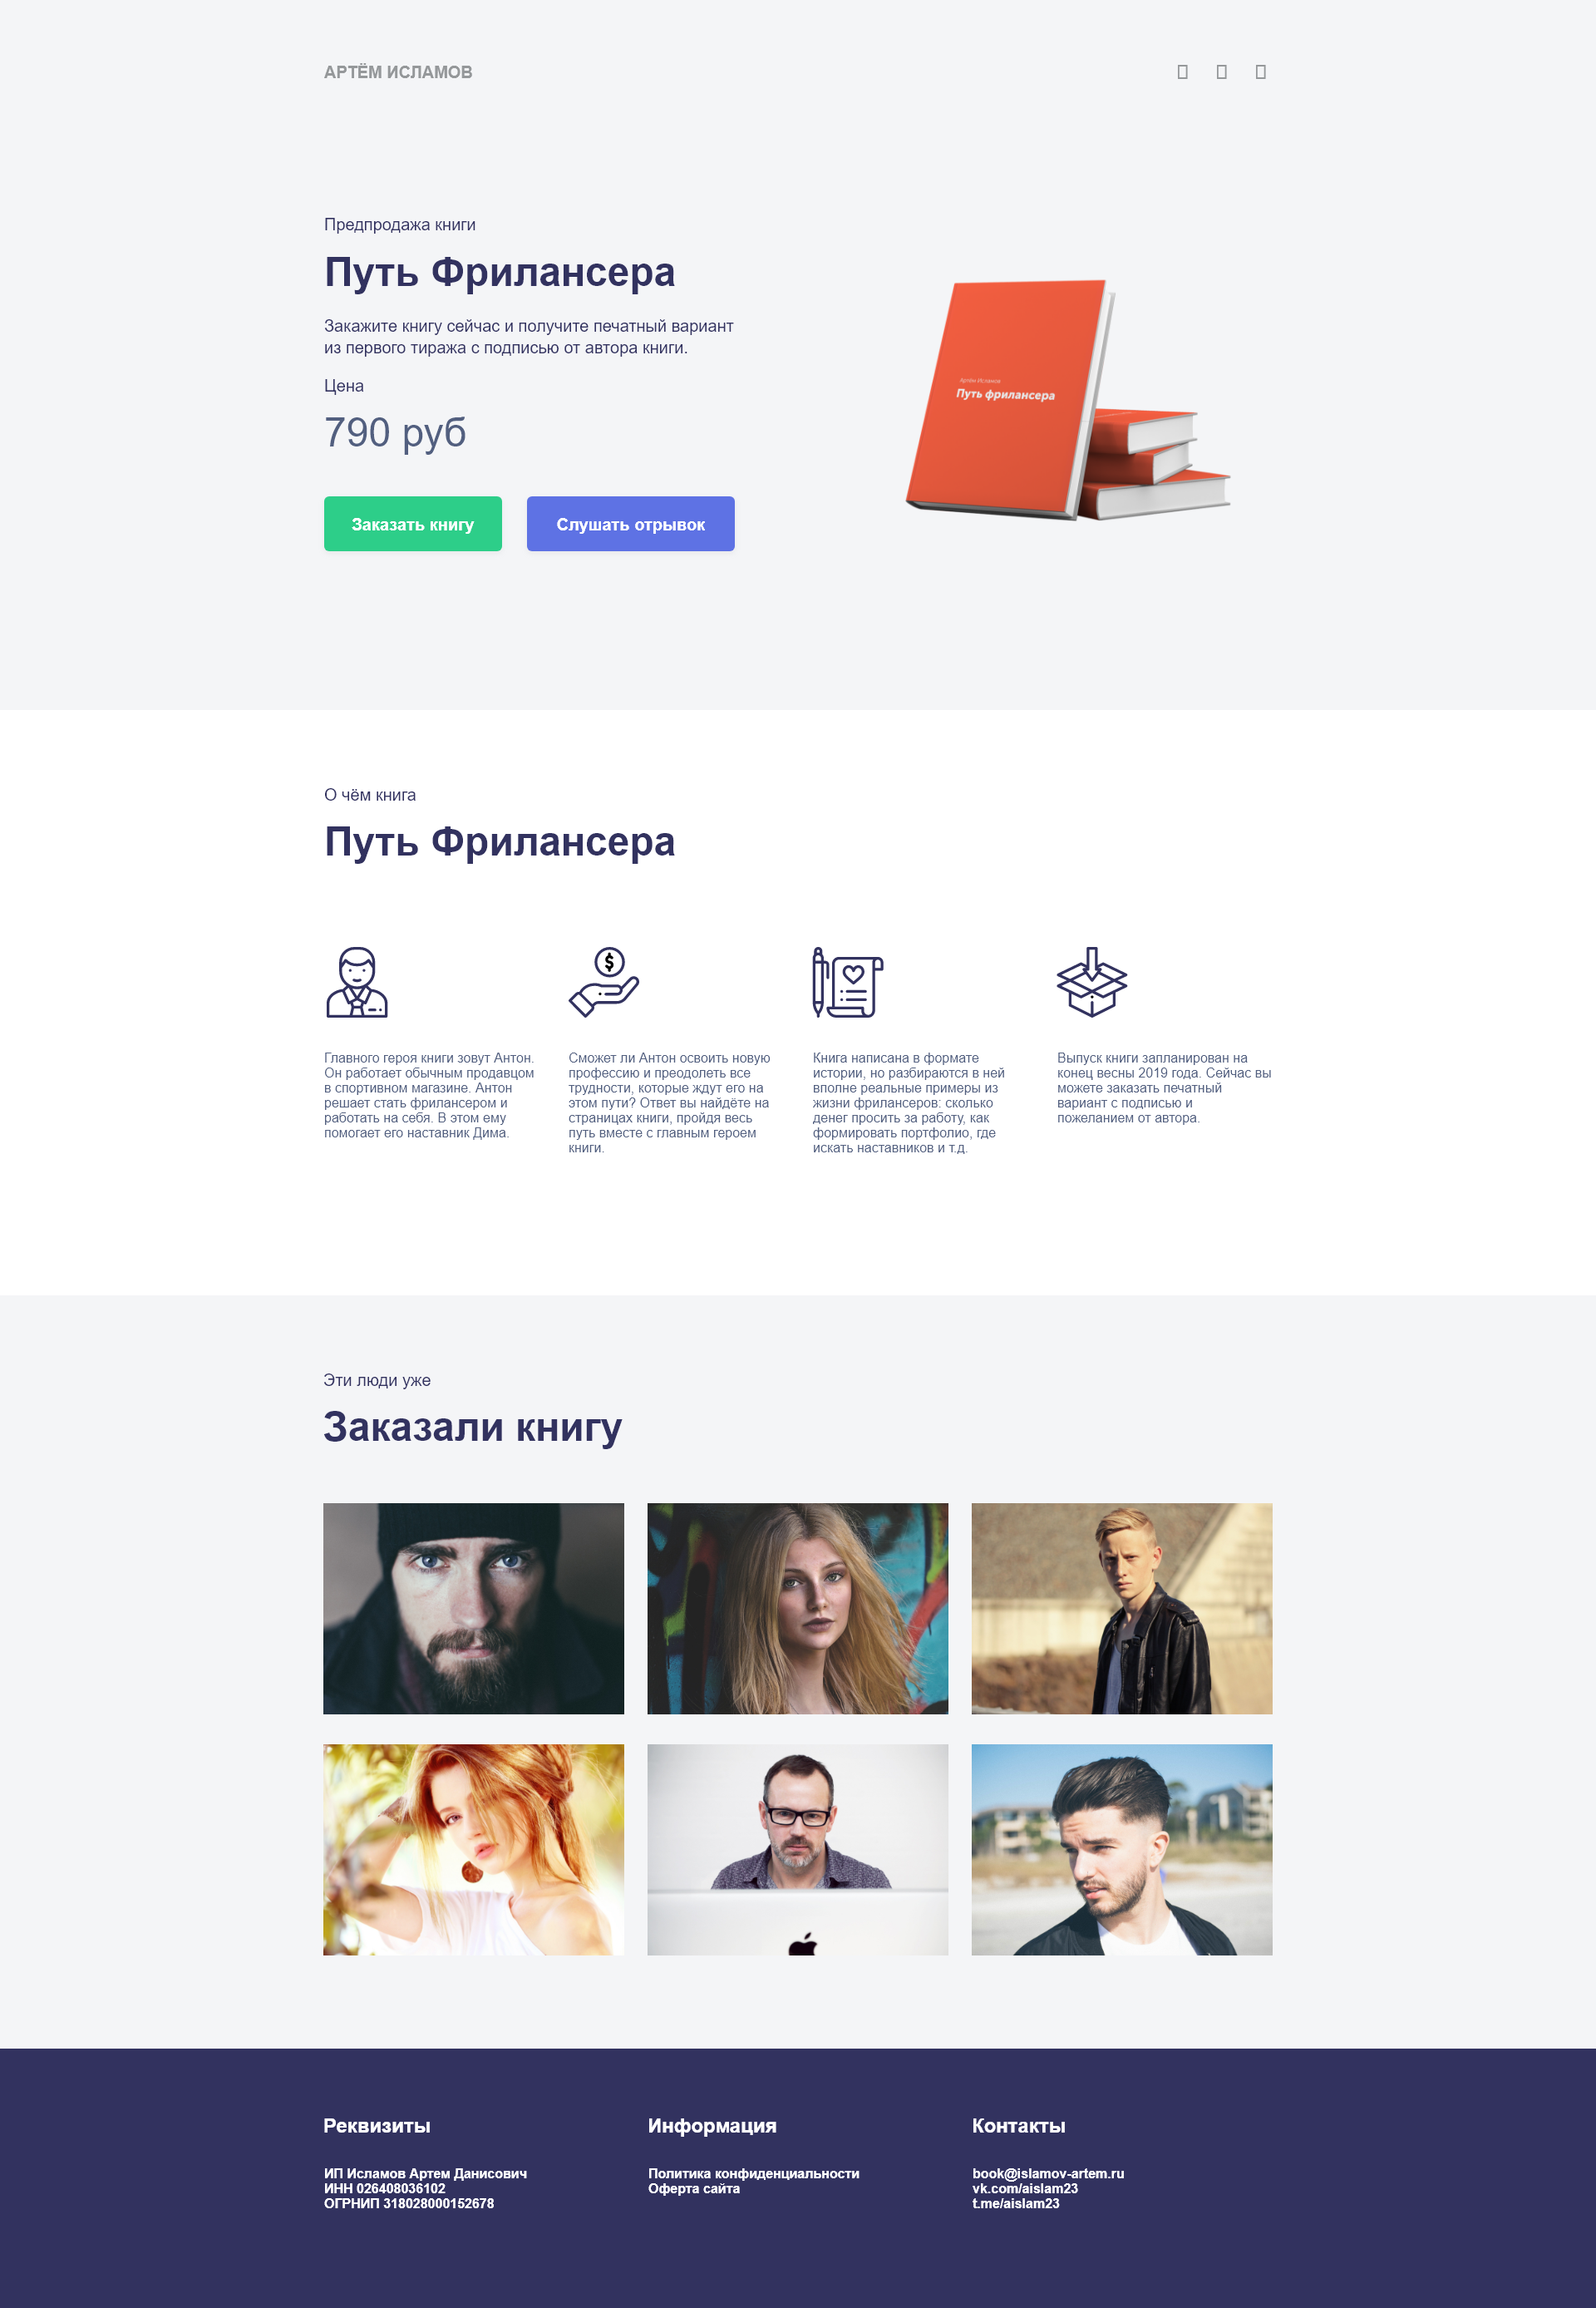 АРТЁМ ИСЛАМОВ
Предпродажа книги
Путь Фрилансера
Закажите книгу сейчас и получите печатный вариант
из первого тиража с подписью от автора книги.
Цена
790 руб
Заказать книгу
Слушать отрывок
Артём Исламов
Путь фрилансера
О чём книга
Путь Фрилансера
Главного героя книги зовут Антон.
Он работает обычным продавцом
в спортивном магазине. Антон
решает стать фрилансером и
работать на себя. В этом ему
помогает его наставник Дима.
Сможет ли Антон освоить новую
профессию и преодолеть все
трудности, которые ждут его на
этом пути? Ответ вы найдёте на
страницах книги, пройдя весь
путь вместе с главным героем
книги.
Книга написана в формате
истории, но разбираются в ней
вполне реальные примеры из
жизни фрилансеров: сколько
денег просить за работу, как
формировать портфолио, где
искать наставников и т.д.
Выпуск книги запланирован на
конец весны 2019 года. Сейчас вы
можете заказать печатный
вариант с подписью и
пожеланием от автора.
Эти люди уже
Заказали книгу
Реквизиты
ИП Исламов Артем Данисович
ИНН 026408036102
ОГРНИП 318028000152678
Информация
Политика конфиденциальности
Оферта сайта
Контакты
book@islamov-artem.ru
vk.com/aislam23
t.me/aislam23